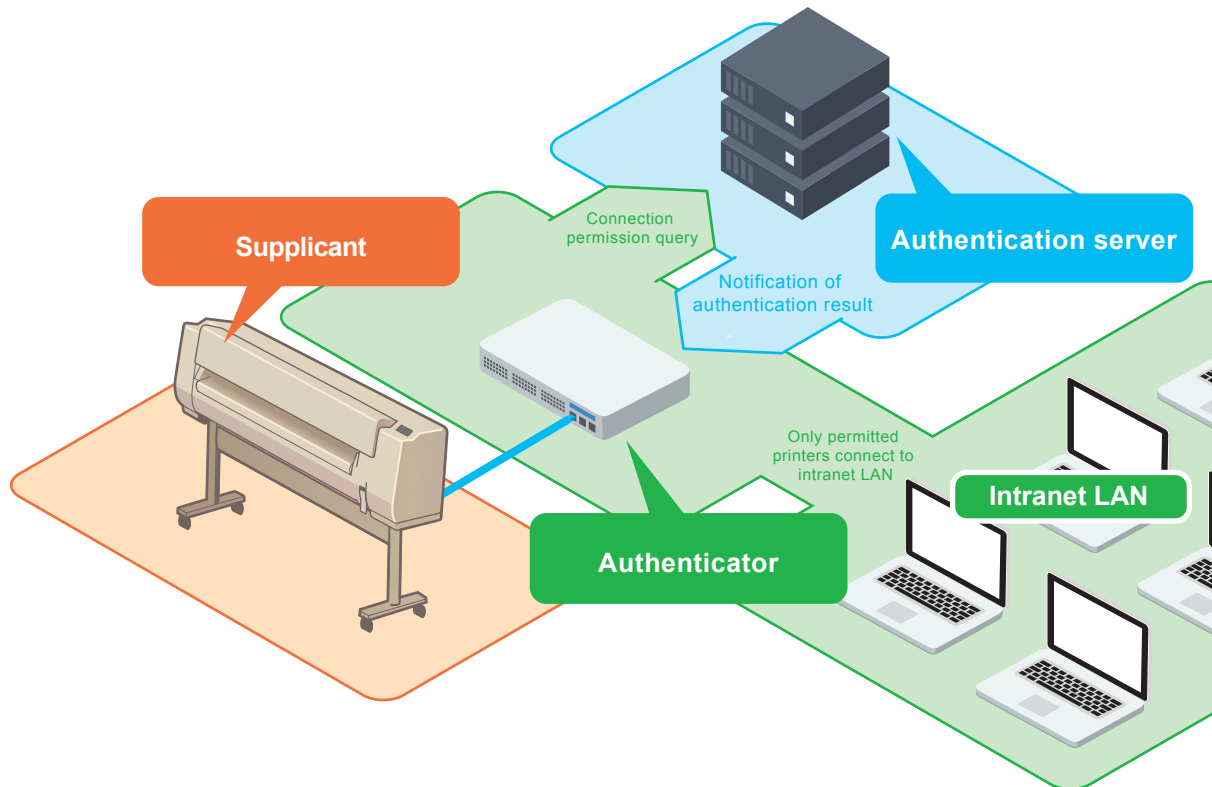 Supplicant
Connection
permission query
Authentication server
Notification of
authentication result
Only permitted
printers connect to
intranet LAN
Intranet LAN
Authenticator